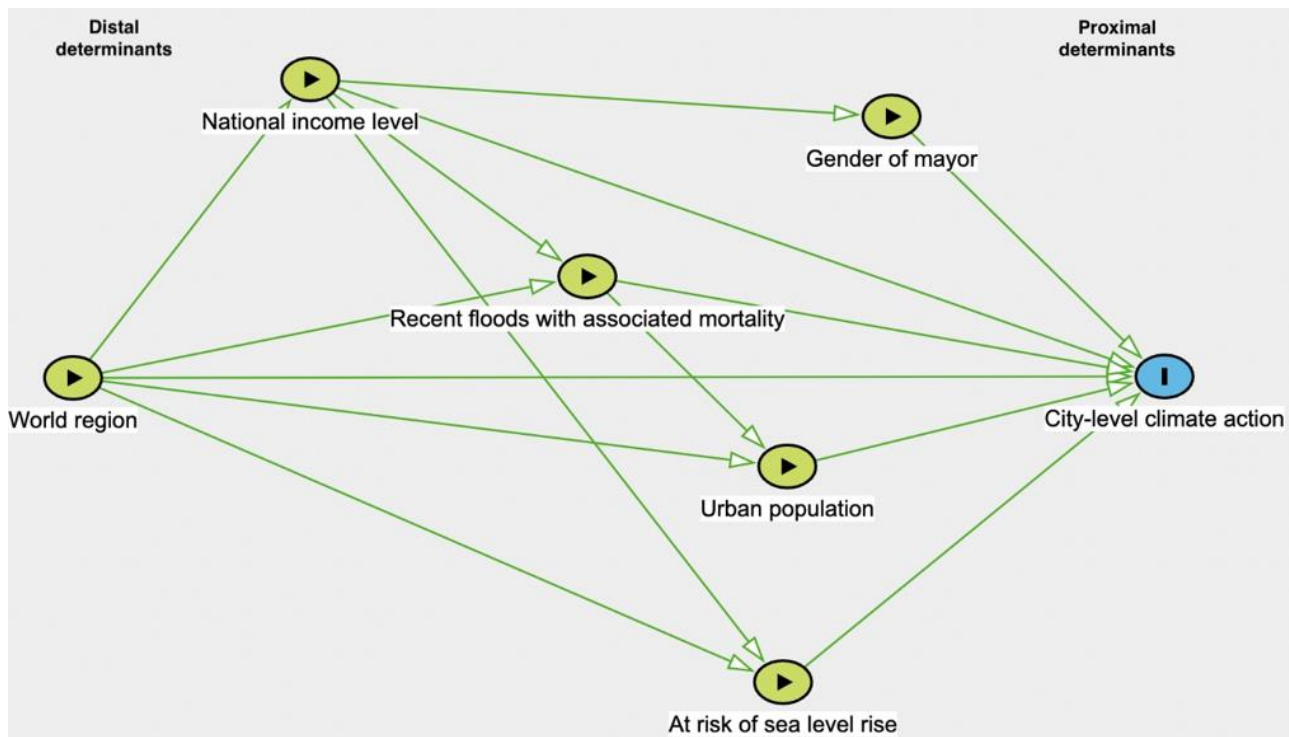 Distal
determinants
Proximal
determinants
National income level
Gender of mayor
Recent floods with associated mortality
World region
City-level climate action
Urban population
At risk of sea level rise